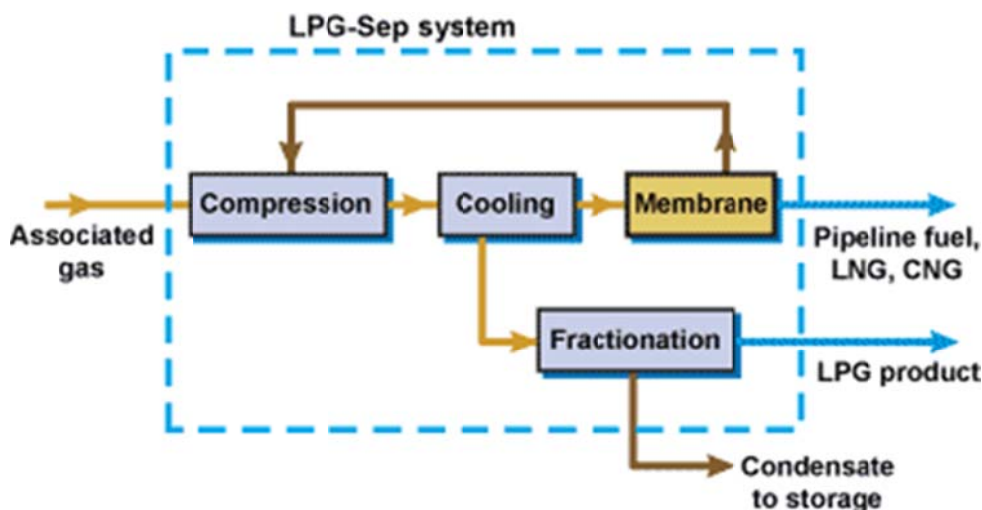 LPG-Sep system
Compression
Cooling
Membrane
Associated
gas
Pipeline fuel,
LNG, CNG
Fractionation
LPG product
Condensate
to storage